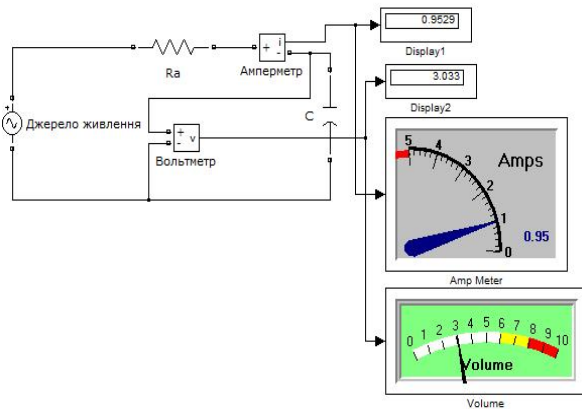 0.9529
Display1
Ra
Амперметр
+ i
-
3.033
Display2
+
Джерело живлення
C
+ v
-
Вольтметр
5
4
3
2
1
0
Amps
0.95
Amp Meter
0 1 2 3 4 5 6 7 8 9 10
Volume
Volume